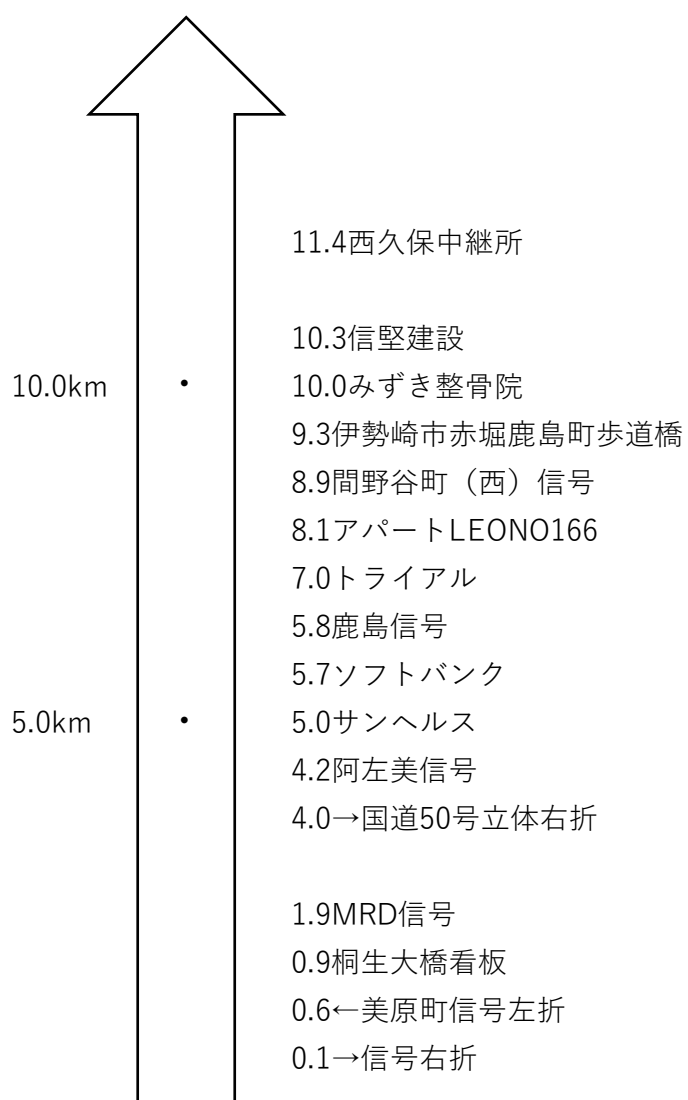 11.4西久保中継所
10.3信堅建設
10.0km ・ 10.0みずき整骨院
9.3伊勢崎市赤堀鹿島町歩道橋
8.9間野谷町（西）信号
8.1アパートLEONO166
7.0トライアル
5.8鹿島信号
5.7ソフトバンク
5.0km ・ 5.0サンヘルス
4.2阿左美信号
4.0→国道50号立体右折
1.9MRD信号
0.9桐生大橋看板
0.6←美原町信号左折
0.1→信号右折